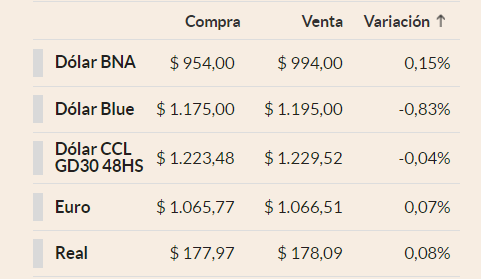 Compra Venta Variación ↑
Dólar BNA $ 954,00 $ 994,00 0,15%
Dólar Blue $ 1.175,00 $ 1.195,00 -0,83%
Dólar CCL
GD30 48HS $ 1.223,48 $ 1.229,52 -0,04%
Euro $ 1.065,77 $ 1.066,51 0,07%
Real $ 177,97 $ 178,09 0,08%